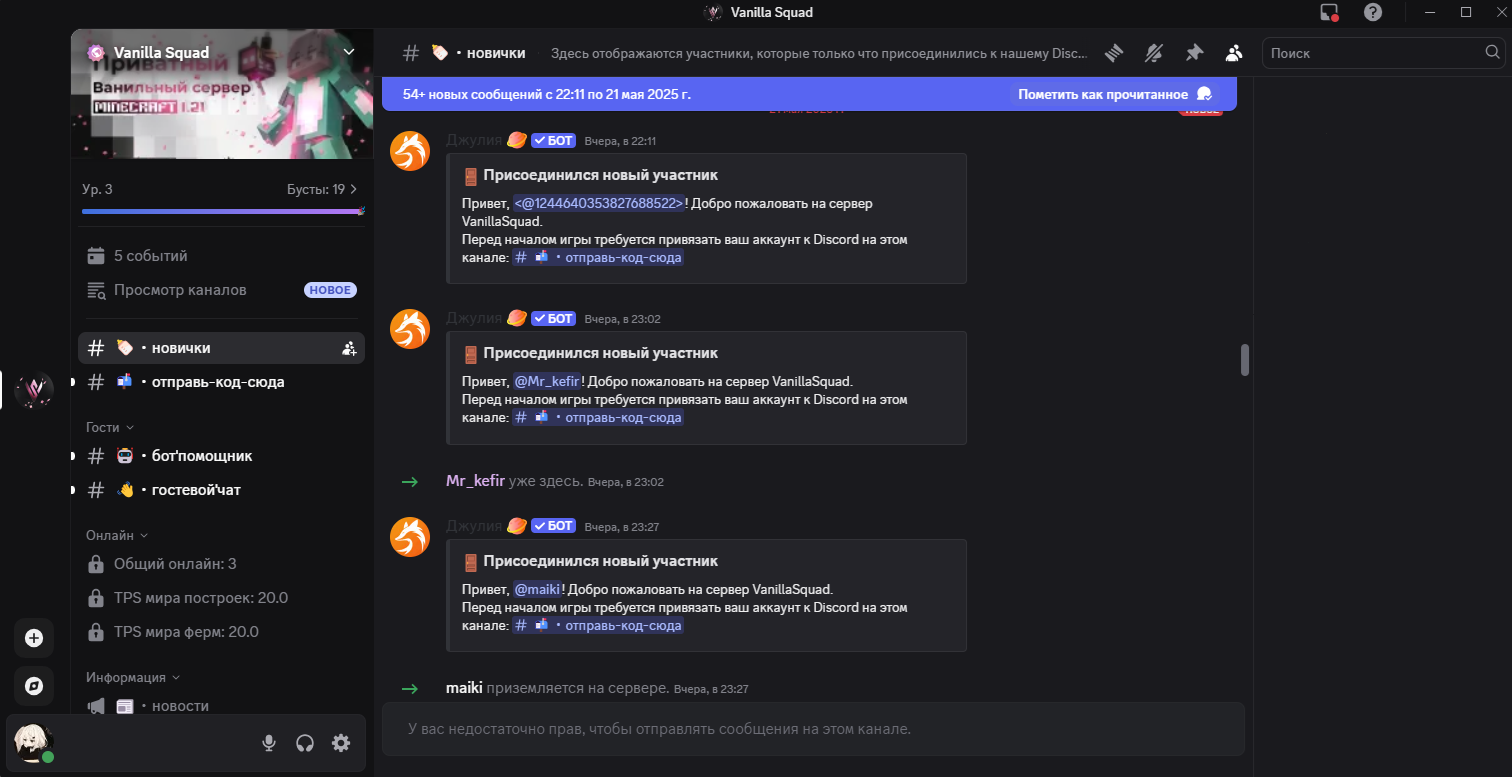 Vanilla Squad
Vanilla Squad
Приватный
Ванильный сервер
MINECRAFT 1.21
Ур. 3
Бусты: 19
5 событий
Просмотр каналов
НОВОЕ
• новички
• отправь-код-сюда
Гости
• бот'помощник
• гостевой'чат
Онлайн
Общий онлайн: 3
TPS мира построек: 20.0
TPS мира ферм: 20.0
Информация
• новости
# • новички
Здесь отображаются участники, которые только что присоединились к нашему Disc...
Поиск
54+ новых сообщений с 22:11 по 21 мая 2025 г.
Пометить как прочитанное
Джулия БОТ Вчера, в 22:11
Присоединился новый участник
Привет, <@1244640353827688522>! Добро пожаловать на сервер
VanillaSquad.
Перед началом игры требуется привязать ваш аккаунт к Discord на этом
канале: # • отправь-код-сюда
Джулия БОТ Вчера, в 23:02
Присоединился новый участник
Привет, @Mr_kefir! Добро пожаловать на сервер VanillaSquad.
Перед началом игры требуется привязать ваш аккаунт к Discord на этом
канале: # • отправь-код-сюда
Mr_kefir уже здесь. Вчера, в 23:02
Джулия БОТ Вчера, в 23:27
Присоединился новый участник
Привет, @maiki! Добро пожаловать на сервер VanillaSquad.
Перед началом игры требуется привязать ваш аккаунт к Discord на этом
канале: # • отправь-код-сюда
maiki приземляется на сервере. Вчера, в 23:27
У вас недостаточно прав, чтобы отправлять сообщения на этом канале.